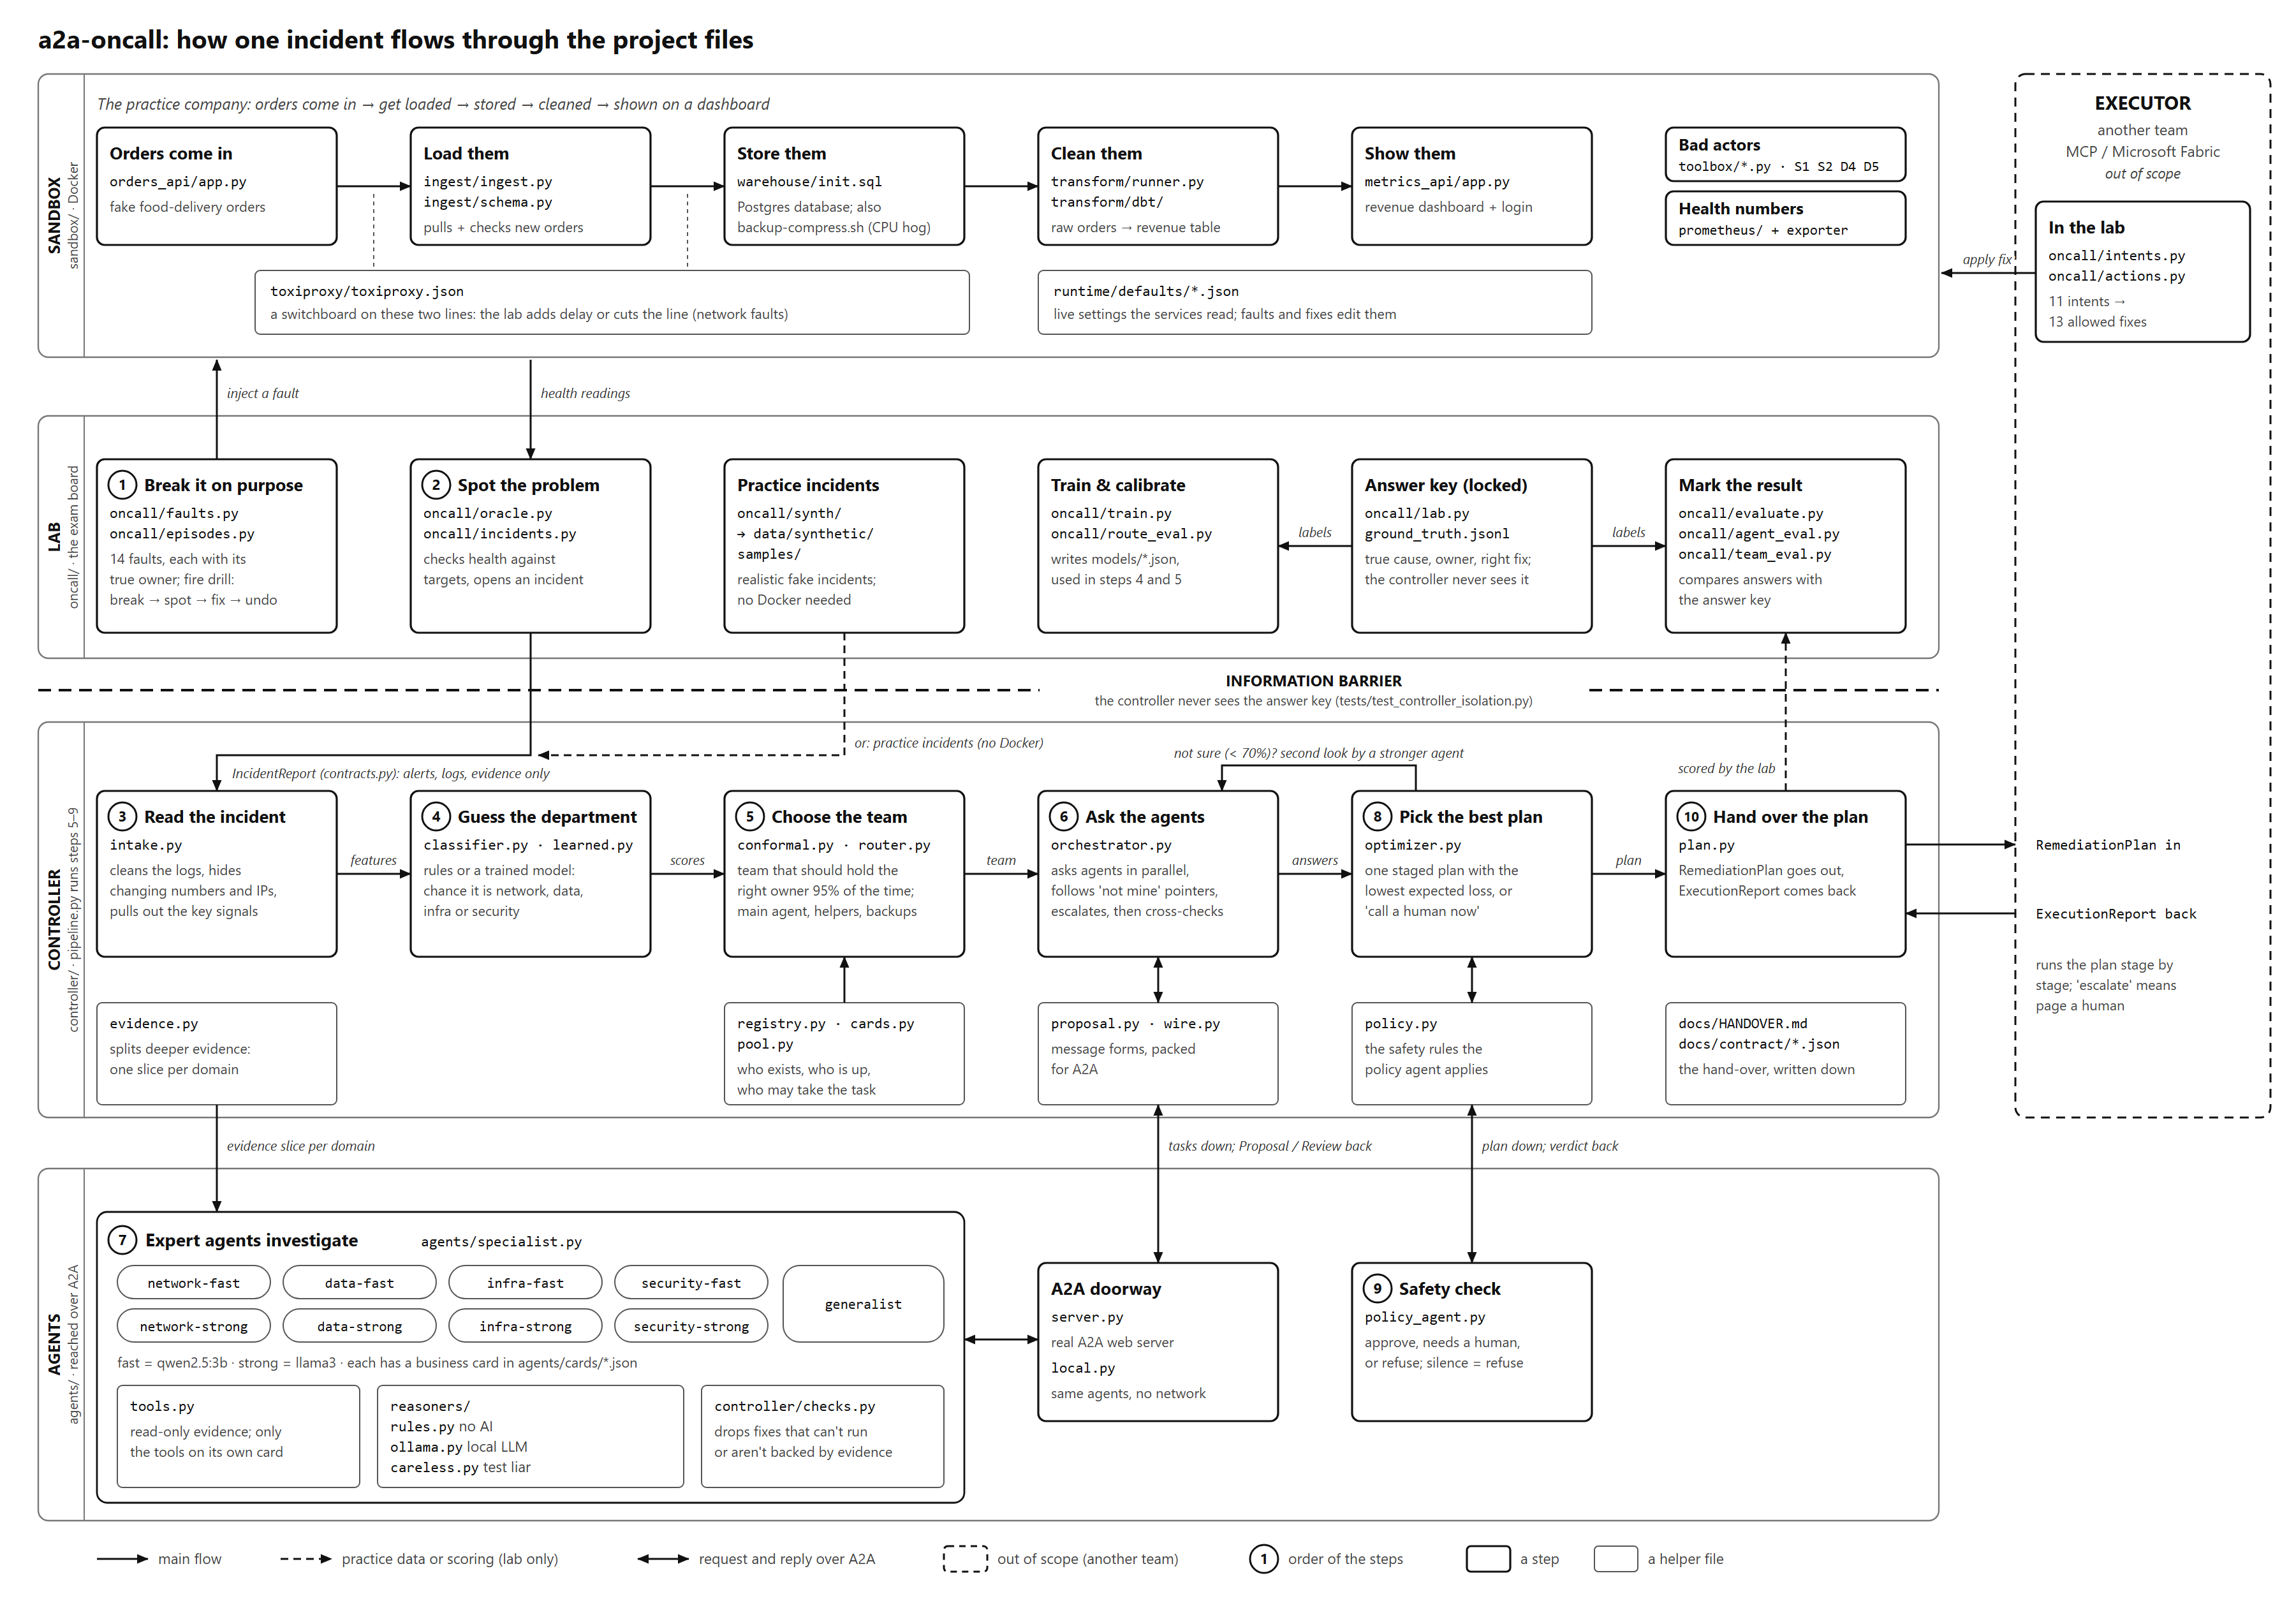 a2a-oncall: how one incident flows through the project files
SANDBOX
sandbox/ · Docker
The practice company: orders come in → get loaded → stored → cleaned → shown on a dashboard
Orders come in
orders_api/app.py
fake food-delivery orders
Load them
ingest/ingest.py
ingest/schema.py
pulls + checks new orders
Store them
warehouse/init.sql
Postgres database; also
backup-compress.sh (CPU hog)
Clean them
transform/runner.py
transform/dbt/
raw orders → revenue table
Show them
metrics_api/app.py
revenue dashboard + login
Bad actors
toolbox/*.py · S1 S2 D4 D5
Health numbers
prometheus/ + exporter
toxiproxy/toxiproxy.json
a switchboard on these two lines: the lab adds delay or cuts the line (network faults)
runtime/defaults/*.json
live settings the services read; faults and fixes edit them
EXECUTOR
another team
MCP / Microsoft Fabric
out of scope
In the lab
oncall/intents.py
oncall/actions.py
11 intents →
13 allowed fixes
apply fix
inject a fault
health readings
LAB
oncall/ · the exam board
1 Break it on purpose
oncall/faults.py
oncall/episodes.py
14 faults, each with its
true owner; fire drill:
break → spot → fix → undo
2 Spot the problem
oncall/oracle.py
oncall/incidents.py
checks health against
targets, opens an incident
Practice incidents
oncall/synth/
→ data/synthetic/
samples/
realistic fake incidents;
no Docker needed
Train & calibrate
oncall/train.py
oncall/route_eval.py
writes models/*.json,
used in steps 4 and 5
labels
Answer key (locked)
oncall/lab.py
ground_truth.jsonl
true cause, owner, right fix;
the controller never sees it
labels
Mark the result
oncall/evaluate.py
oncall/agent_eval.py
oncall/team_eval.py
compares answers with
the answer key
INFORMATION BARRIER
the controller never sees the answer key (tests/test_controller_isolation.py)
CONTROLLER
controller/ · pipeline.py runs steps 5–9
or: practice incidents (no Docker)
IncidentReport (contracts.py): alerts, logs, evidence only
not sure (< 70%)? second look by a stronger agent
scored by the lab
3 Read the incident
intake.py
cleans the logs, hides
changing numbers and IPs,
pulls out the key signals
features
4 Guess the department
classifier.py · learned.py
rules or a trained model:
chance it is network, data,
infra or security
scores
5 Choose the team
conformal.py · router.py
team that should hold the
right owner 95% of the time;
main agent, helpers, backups
team
6 Ask the agents
orchestrator.py
asks agents in parallel,
follows 'not mine' pointers,
escalates, then cross-checks
answers
8 Pick the best plan
optimizer.py
one staged plan with the
lowest expected loss, or
'call a human now'
plan
10 Hand over the plan
plan.py
RemediationPlan goes out,
ExecutionReport comes back
RemediationPlan in
ExecutionReport back
runs the plan stage by
stage; 'escalate' means
page a human
evidence.py
splits deeper evidence:
one slice per domain
registry.py · cards.py
pool.py
who exists, who is up,
who may take the task
proposal.py · wire.py
message forms, packed
for A2A
policy.py
the safety rules the
policy agent applies
docs/HANDOVER.md
docs/contract/*.json
the hand-over, written down
evidence slice per domain
tasks down; Proposal / Review back
plan down; verdict back
AGENTS
agents/ · reached over A2A
7 Expert agents investigate
agents/specialist.py
network-fast
data-fast
infra-fast
security-fast
generalist
network-strong
data-strong
infra-strong
security-strong
fast = qwen2.5:3b · strong = llama3 · each has a business card in agents/cards/*.json
tools.py
read-only evidence; only
the tools on its own card
reasoners/
rules.py no AI
ollama.py local LLM
careless.py test liar
controller/checks.py
drops fixes that can't run
or aren't backed by evidence
A2A doorway
server.py
real A2A web server
local.py
same agents, no network
9 Safety check
policy_agent.py
approve, needs a human,
or refuse; silence = refuse
main flow
practice data or scoring (lab only)
request and reply over A2A
out of scope (another team)
1 order of the steps
a step
a helper file